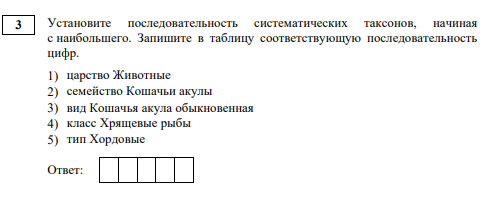 3
Установите последовательность систематических таксонов, начиная
с наибольшего. Запишите в таблицу соответствующую последовательность
цифр.
1) царство Животные
2) семейство Кошачьи акулы
3) вид Кошачья акула обыкновенная
4) класс Хрящевые рыбы
5) тип Хордовые
Ответ: